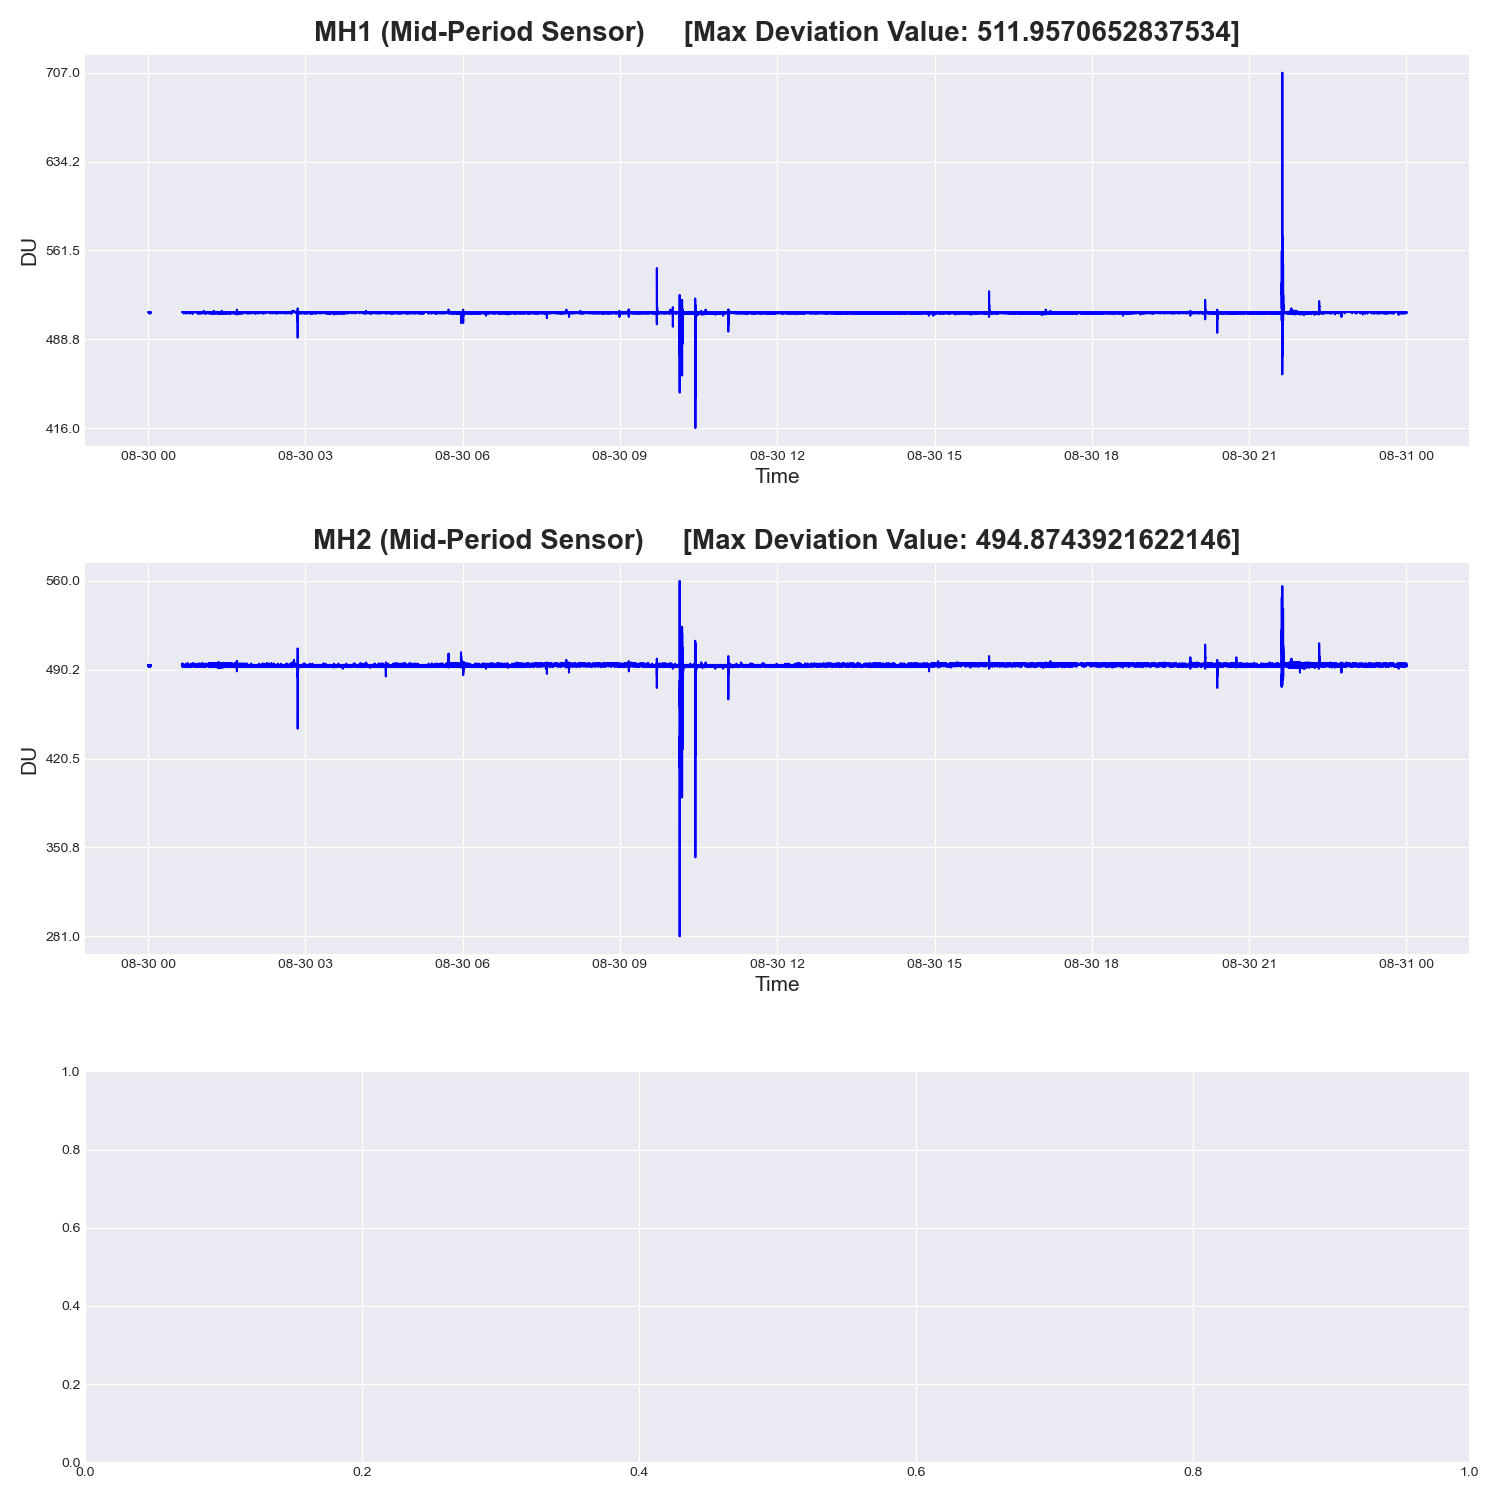 MH1 (Mid-Period Sensor) [Max Deviation Value: 511.9570652837534]
707.0
634.2
561.5
488.8
416.0
DU
08-30 00 08-30 03 08-30 06 08-30 09 08-30 12 08-30 15 08-30 18 08-30 21 08-31 00
Time
MH2 (Mid-Period Sensor) [Max Deviation Value: 494.8743921622146]
560.0
490.2
420.5
350.8
281.0
DU
08-30 00 08-30 03 08-30 06 08-30 09 08-30 12 08-30 15 08-30 18 08-30 21 08-31 00
Time
1.0
0.8
0.6
0.4
0.2
0.0
0.0 0.2 0.4 0.6 0.8 1.0